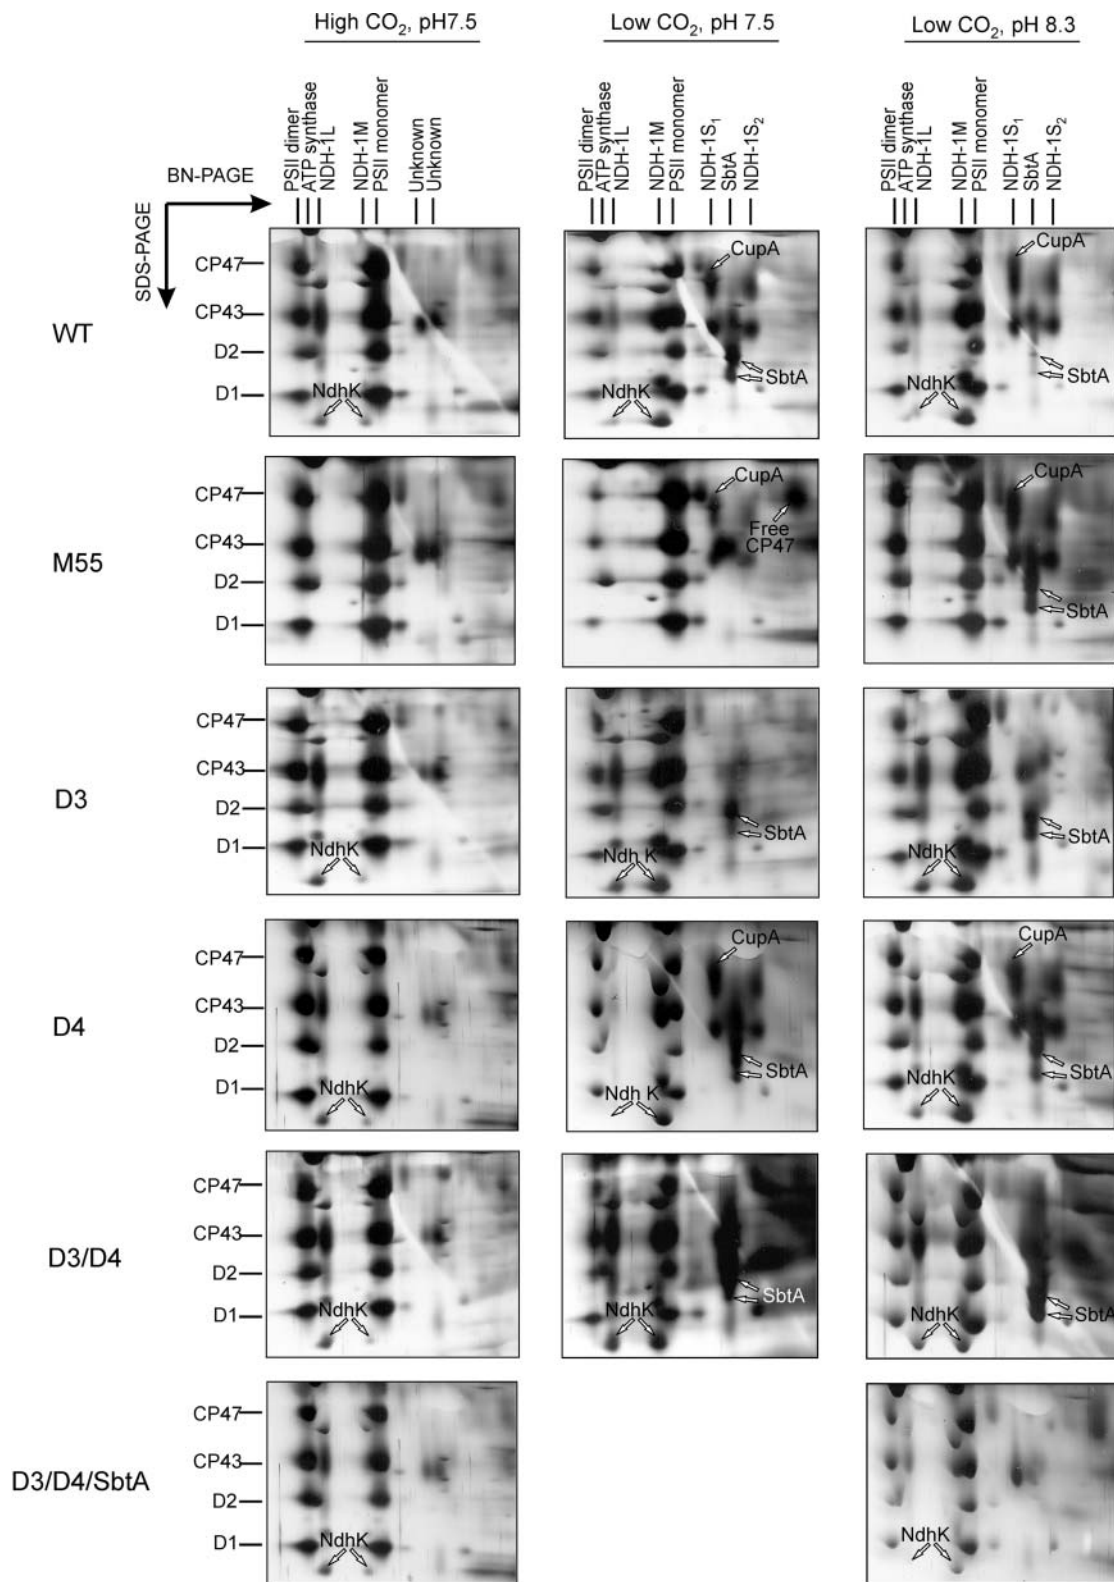 High CO₂, pH7.5
Low CO₂, pH 7.5
Low CO₂, pH 8.3
PSII dimer
ATP synthase
NDH-1L
NDH-1M
PSII monomer
Unknown
Unknown
PSII dimer
ATP synthase
NDH-1L
NDH-1M
PSII monomer
NDH-1S₁
SbtA
NDH-1S₂
PSII dimer
ATP synthase
NDH-1L
NDH-1M
PSII monomer
NDH-1S₁
SbtA
NDH-1S₂
BN-PAGE
SDS-PAGE
WT
CP47
CP43
D2
D1
NdhK
CupA
SbtA
NdhK
CupA
SbtA
NdhK
M55
CP47
CP43
D2
D1
CupA
Free
CP47
CupA
SbtA
D3
CP47
CP43
D2
D1
NdhK
SbtA
Ndh K
SbtA
NdhK
D4
CP47
CP43
D2
D1
NdhK
CupA
SbtA
Ndh K
CupA
SbtA
NdhK
D3/D4
CP47
CP43
D2
D1
NdhK
SbtA
NdhK
SbtA
NdhK
D3/D4/SbtA
CP47
CP43
D2
D1
NdhK
NdhK